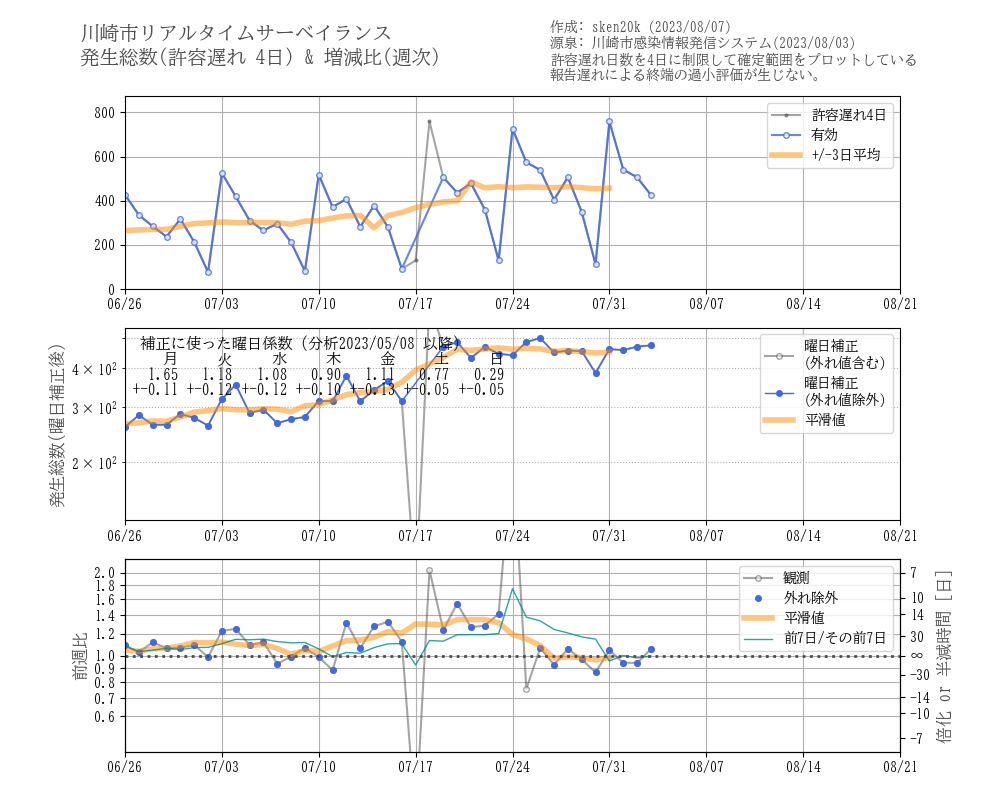 川崎市リアルタイムサーベイランス
発生総数(許容遅れ 4日) & 増減比(週次)
作成: sken20k (2023/08/07)
源泉: 川崎市感染情報発信システム(2023/08/03)
許容遅れ日数を4日に制限して確定範囲をプロットしている
報告遅れによる終端の過小評価が生じない。
800
600
400
200
0
許容遅れ4日
有効
+/-3日平均
06/26 07/03 07/10 07/17 07/24 07/31 08/07 08/14 08/21
発生総数(曜日補正後)
4 × 10²
3 × 10²
2 × 10²
補正に使った曜日係数 (分析2023/05/08 以降)
月 火 水 木 金 土 日
1.65 1.18 1.08 0.90 1.11 0.77 0.29
+-0.11 +-0.12 +-0.12 +-0.10 +-0.13 +-0.05 +-0.05
曜日補正
(外れ値含む)
曜日補正
(外れ値除外)
平滑値
06/26 07/03 07/10 07/17 07/24 07/31 08/07 08/14 08/21
前週比
2.0
1.8
1.6
1.4
1.2
1.0
0.9
0.8
0.7
0.6
観測
外れ除外
平滑値
前7日/その前7日
7
10
14
30
∞
-30
-14
-10
-7
倍化 or 半減時間 [日]
06/26 07/03 07/10 07/17 07/24 07/31 08/07 08/14 08/21